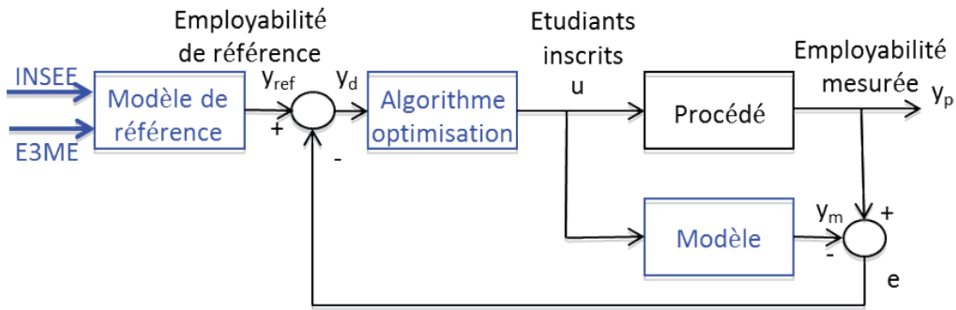 INSEE
E3ME
Modèle de
référence
Employabilité
de référence
yref
+
-
yd
Algorithme
optimisation
Etudiants
inscrits
u
Procédé
Employabilité
mesurée
yp
Modèle
ym
+
-
e